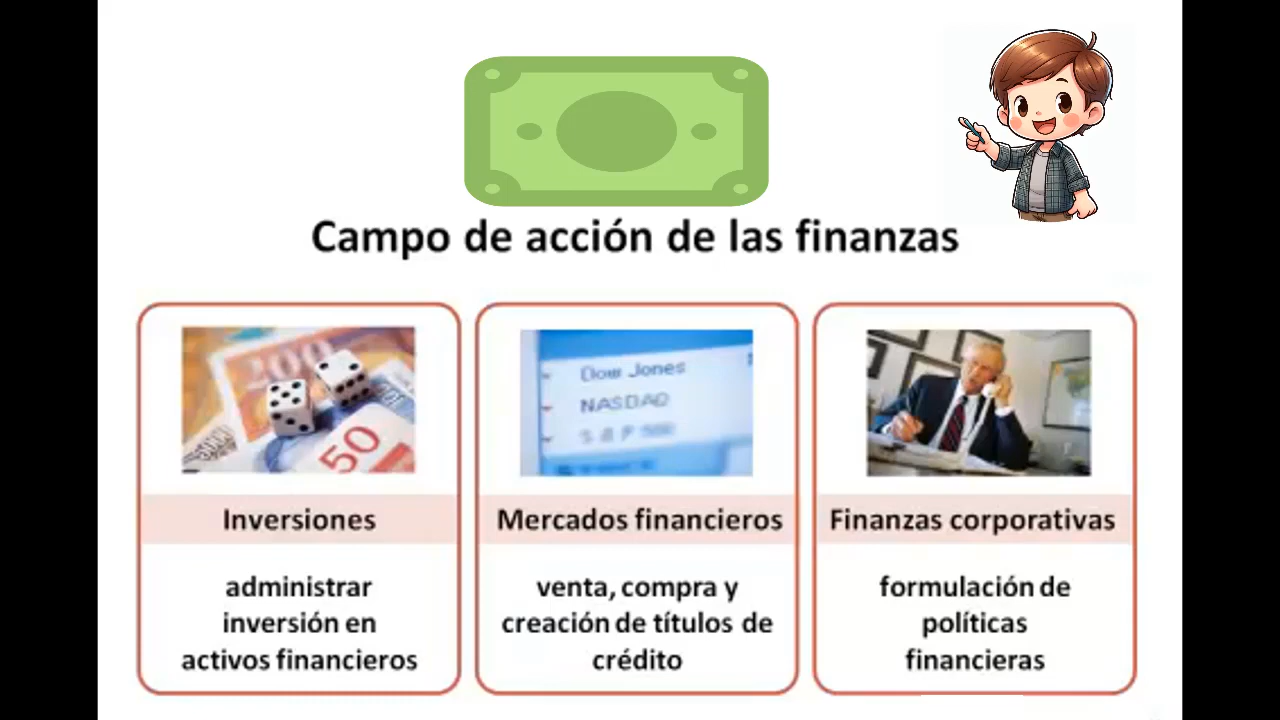 Campo de acción de las finanzas
200
50
Dow Jones
NASDAQ
S & P 500
Inversiones
Mercados financieros
Finanzas corporativas
administrar
inversión en
activos financieros
venta, compra y
creación de títulos de
crédito
formulación de
políticas
financieras